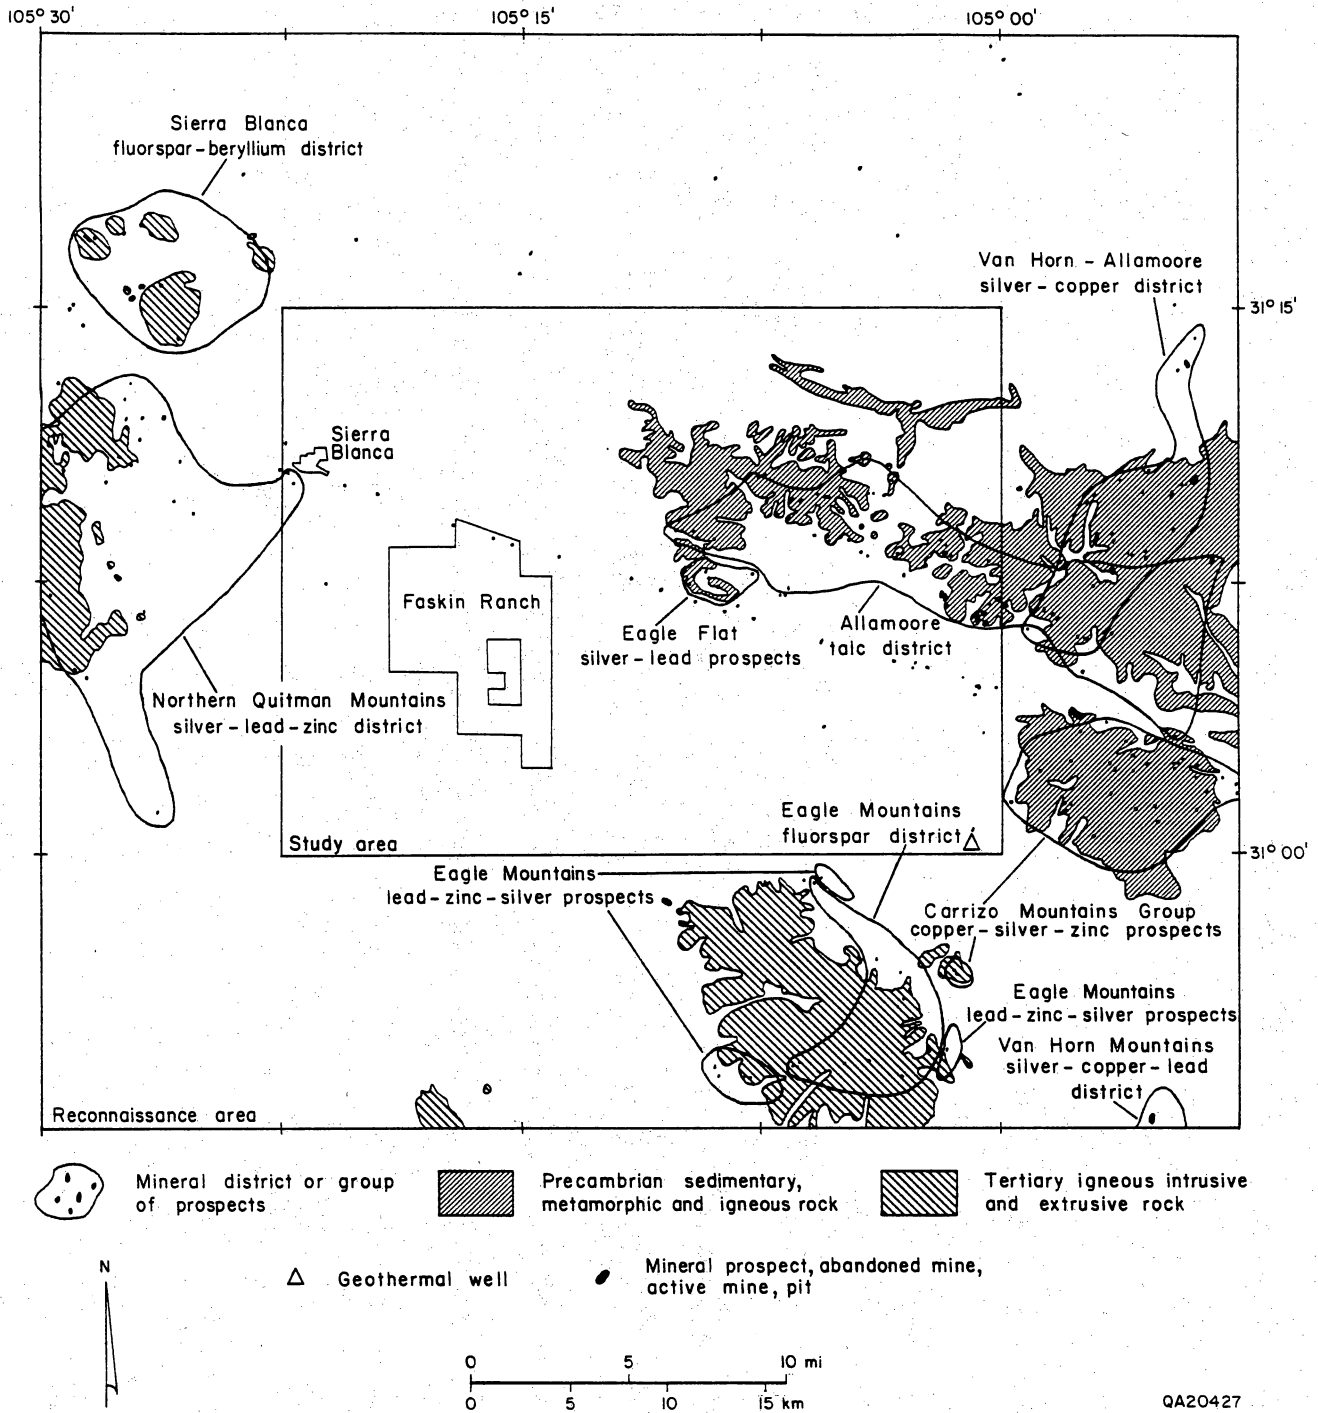 105° 30'
105° 15'
105° 00'
Sierra Blanca
fluorspar-beryllium district
Van Horn - Allamoore
silver-copper district
31° 15'
Sierra
Blanca
Faskin Ranch
Eagle Flat
silver-lead prospects
Allamoore
talc district
Northern Quitman Mountains
silver-lead-zinc district
Eagle Mountains
fluorspar district
Study area
31° 00'
Eagle Mountains
lead-zinc-silver prospects
Carrizo Mountains Group
copper-silver-zinc prospects
Eagle Mountains
lead-zinc-silver prospects
Van Horn Mountains
silver-copper-lead
district
Reconnaissance area
Mineral district or group
of prospects
Precambrian sedimentary,
metamorphic and igneous rock
Tertiary igneous intrusive
and extrusive rock
N
Geothermal well
Mineral prospect, abandoned mine,
active mine, pit
0 5 10 mi
0 5 10 15 km
QA20427